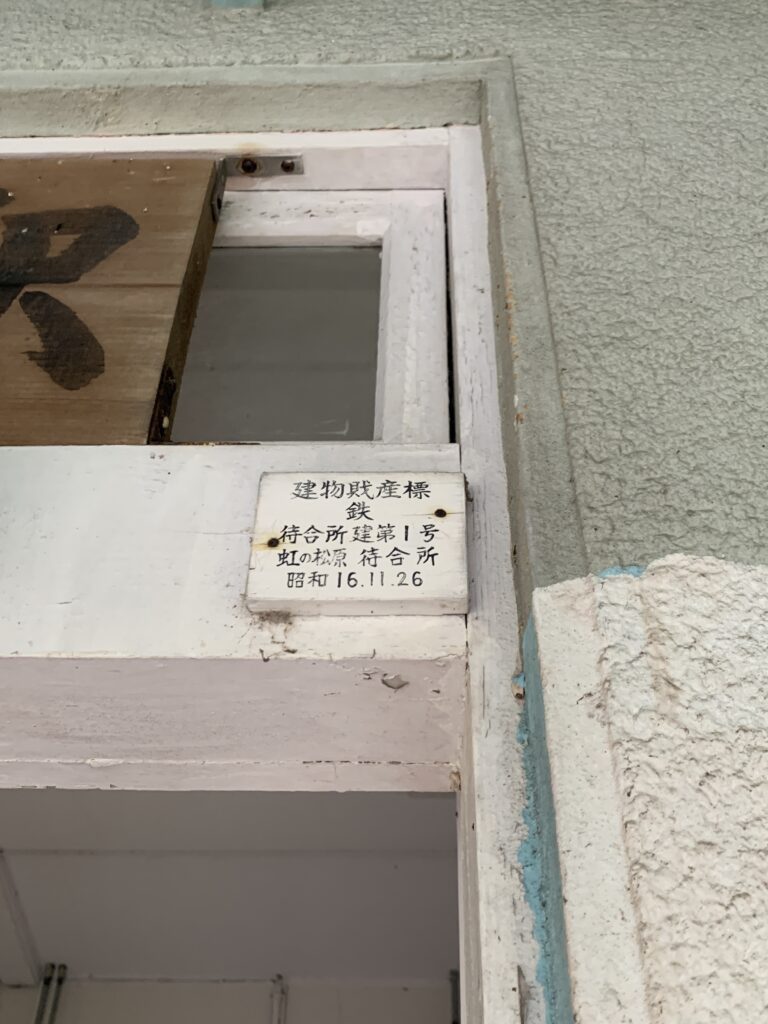 駅
建物財産標
鉄
待合所建第1号
虹の松原 待合所
昭和16.11.26